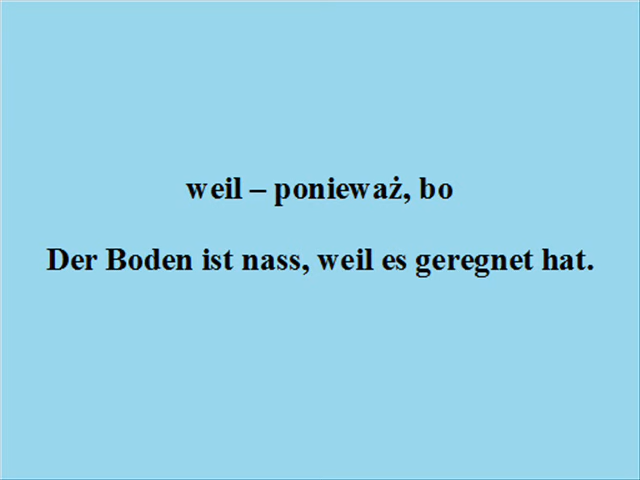 weil – ponieważ, bo
Der Boden ist nass, weil es geregnet hat.